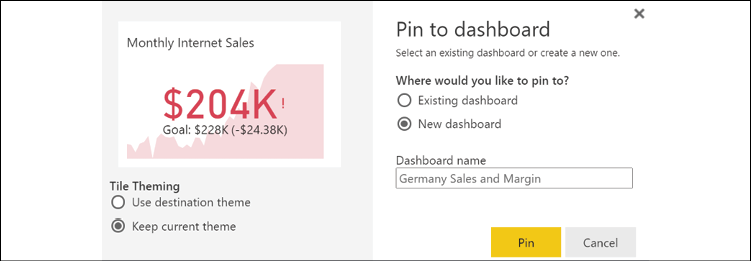 Monthly Internet Sales
$204K!
Goal: $228K (-$24.38K)
Tile Theming
Use destination theme
Keep current theme
Pin to dashboard
Select an existing dashboard or create a new one.
Where would you like to pin to?
Existing dashboard
New dashboard
Dashboard name
Germany Sales and Margin
Pin
Cancel